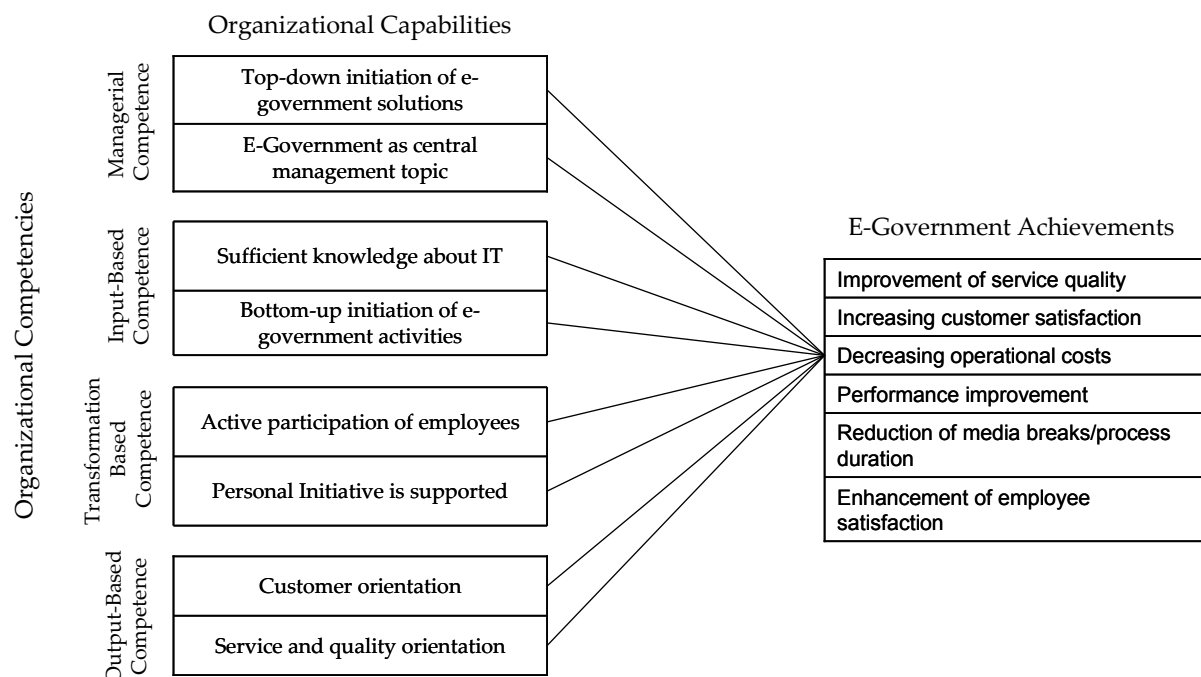 Organizational Capabilities
Organizational Competencies
Managerial
Competence
Top-down initiation of e-
government solutions
E-Government as central
management topic
Input-Based
Competence
Sufficient knowledge about IT
Bottom-up initiation of e-
government activities
Transformation
Based
Competence
Active participation of employees
Personal Initiative is supported
Output-Based
Competence
Customer orientation
Service and quality orientation
E-Government Achievements
Improvement of service quality
Increasing customer satisfaction
Decreasing operational costs
Performance improvement
Reduction of media breaks/process
duration
Enhancement of employee
satisfaction